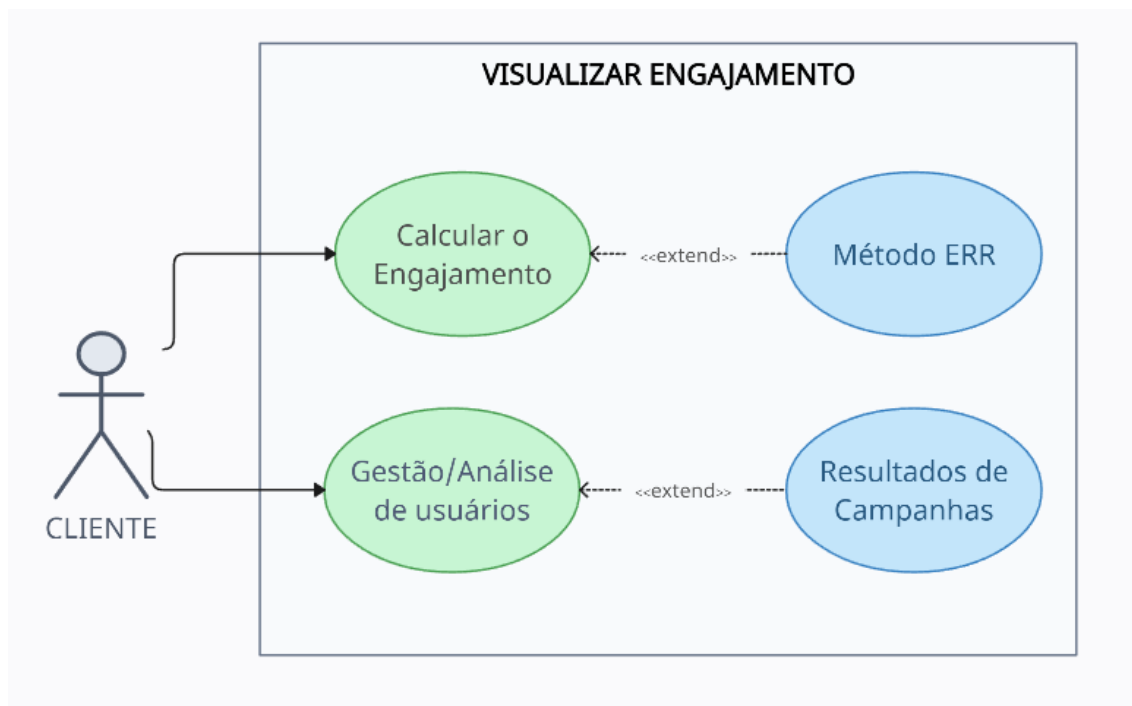 VISUALIZAR ENGAJAMENTO
Calcular o
Engajamento
<<extend>>
Método ERR
CLIENTE
Gestão/Análise
de usuários
<<extend>>
Resultados de
Campanhas